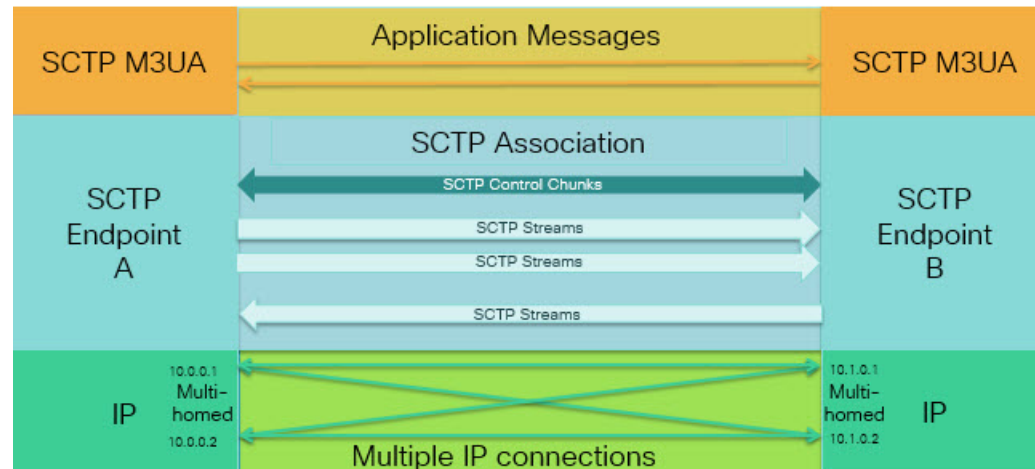 SCTP M3UA
Application Messages
SCTP M3UA
SCTP Association
SCTP Control Chunks
SCTP
Endpoint
A
SCTP Streams
SCTP Streams
SCTP Streams
SCTP
Endpoint
B
IP
10.0.0.1
Multi-
homed
10.0.0.2
Multiple IP connections
10.1.0.1
Multi-
homed
10.1.0.2
IP